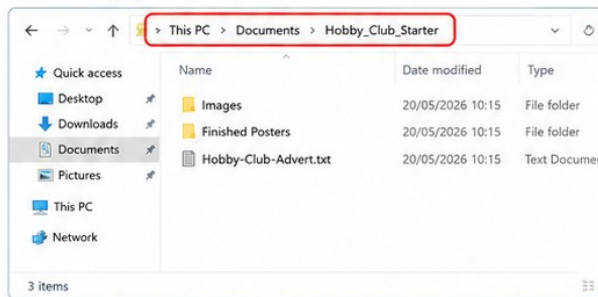 This PC > Documents > Hobby_Club_Starter
Name Date modified Type
Quick access
Desktop
Downloads
Documents
Pictures
This PC
Network
Images 20/05/2026 10:15 File folder
Finished Posters 20/05/2026 10:15 File folder
Hobby-Club-Advert.txt 20/05/2026 10:15 Text Docume
3 items